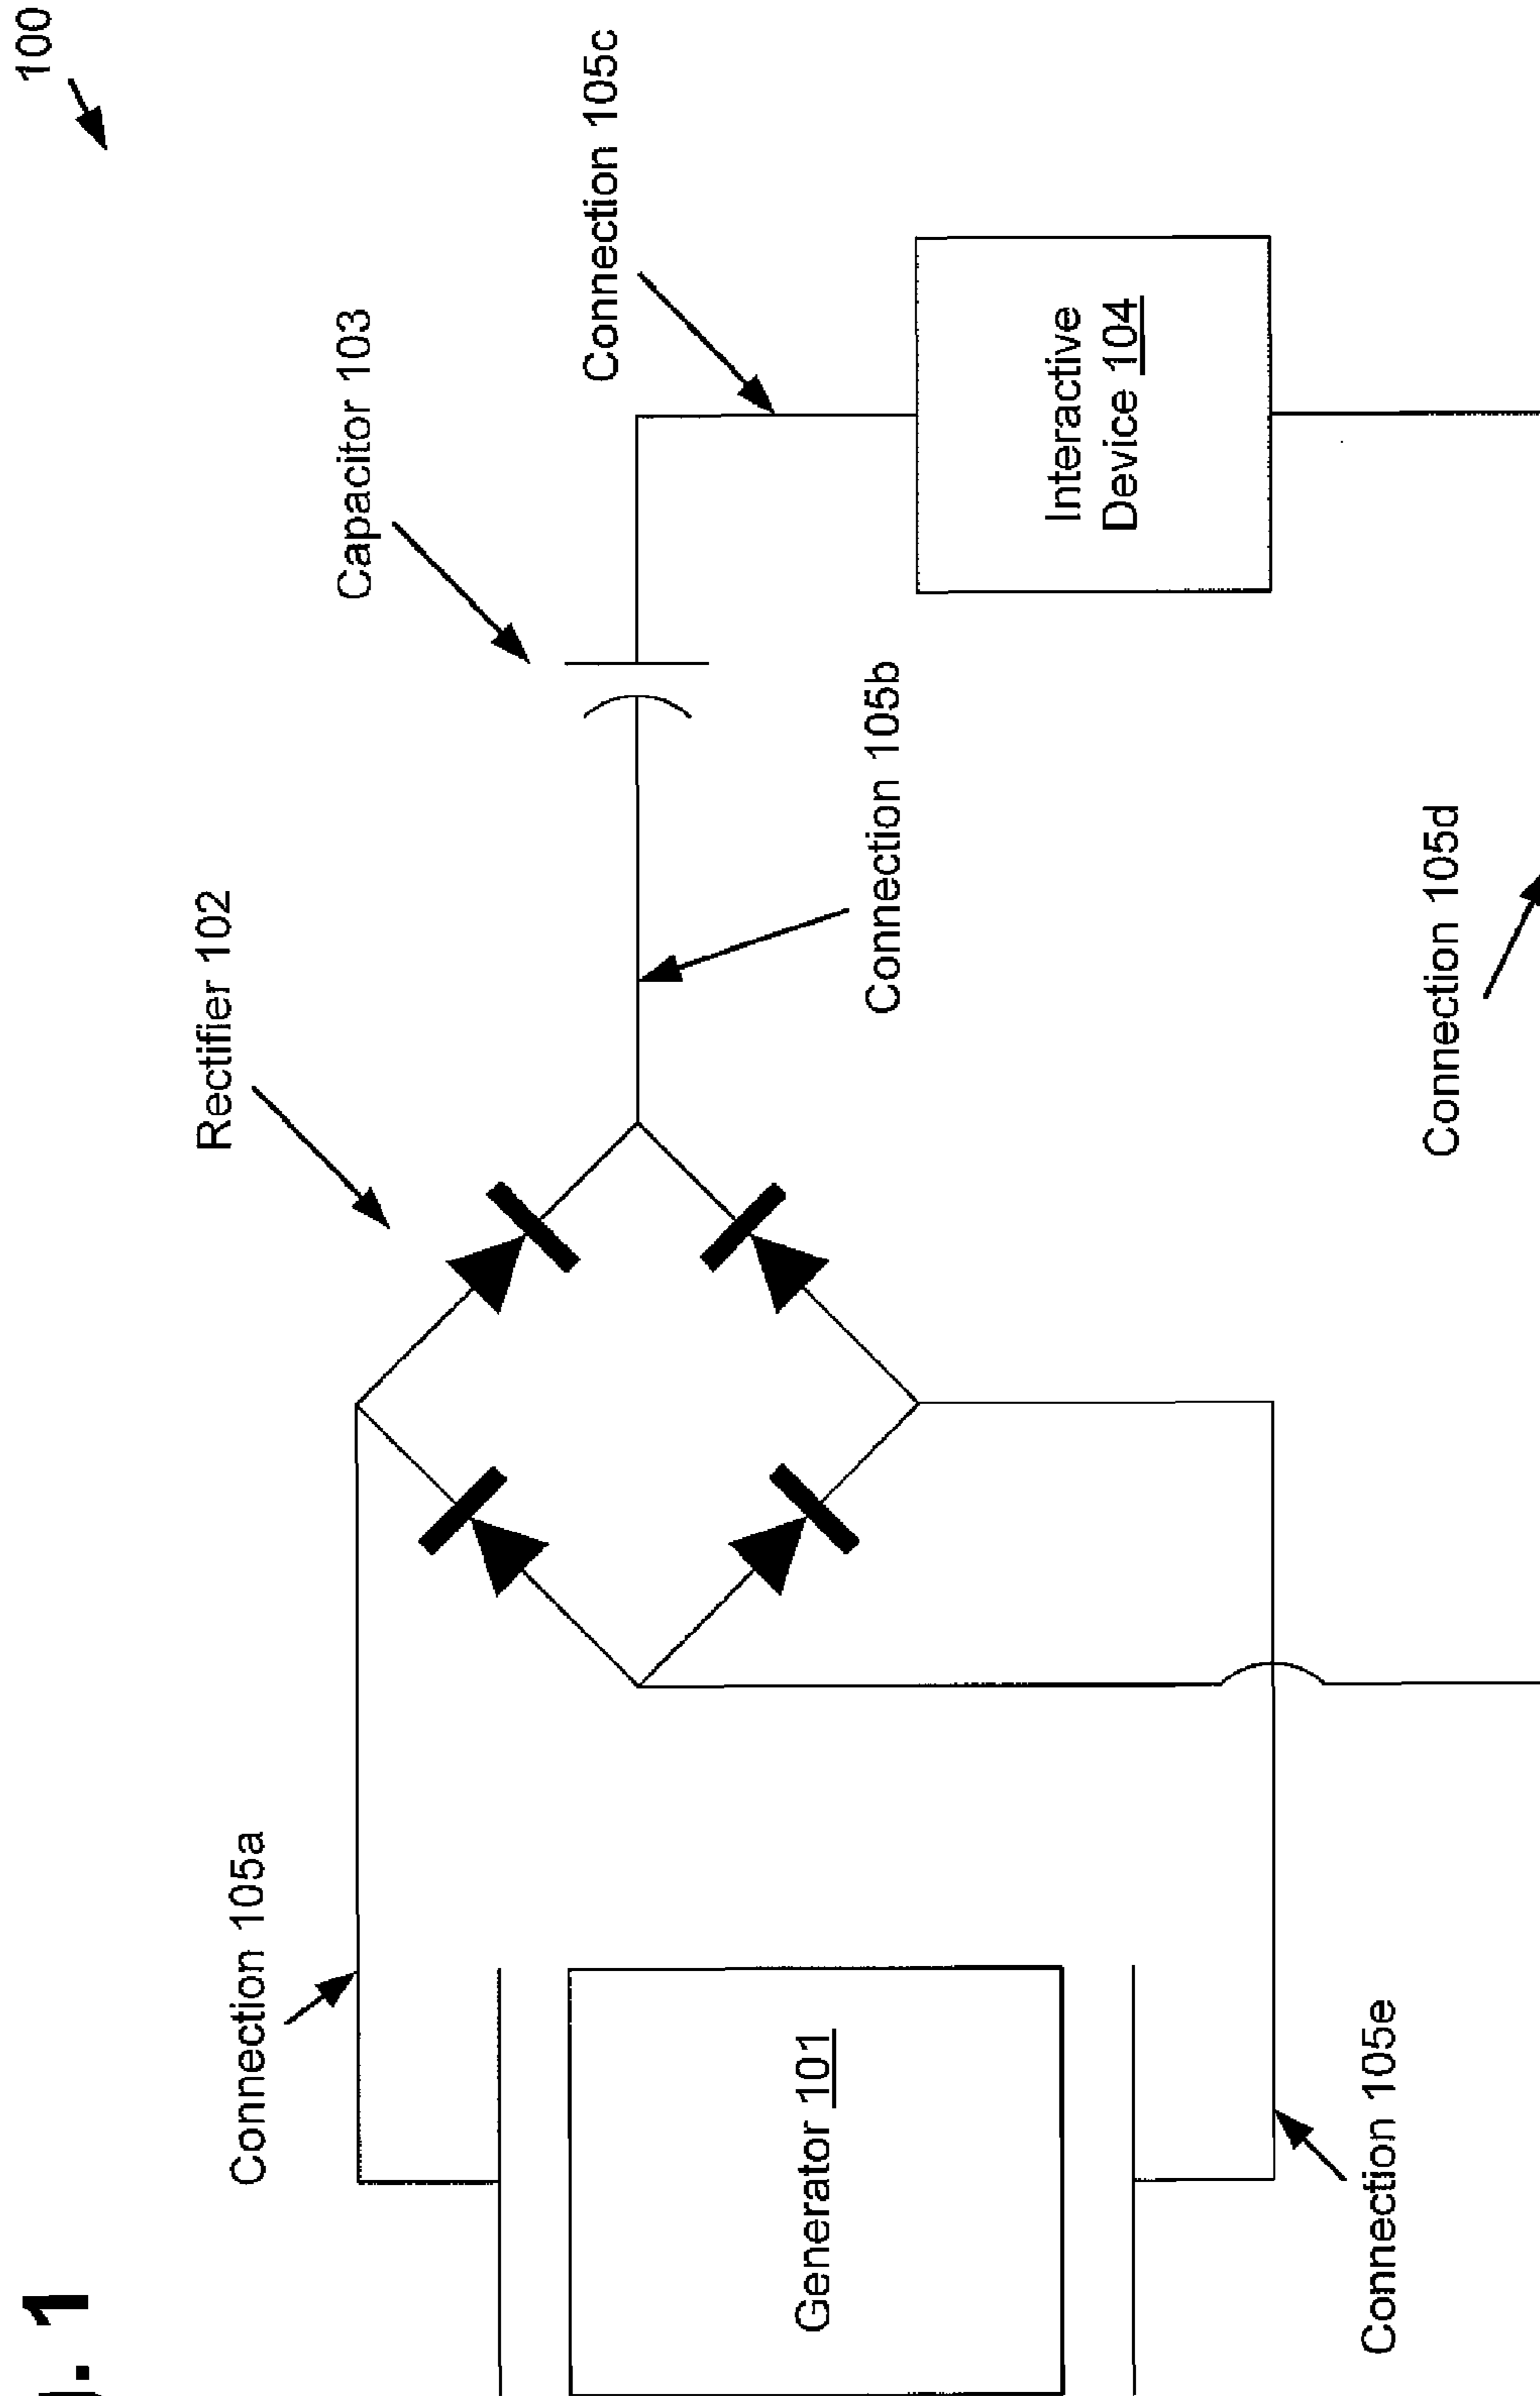 . 1
100
Connection 105a
Rectifier 102
Capacitor 103
Connection 105c
Generator 101
Connection 105b
Interactive
Device 104
Connection 105e
Connection 105d